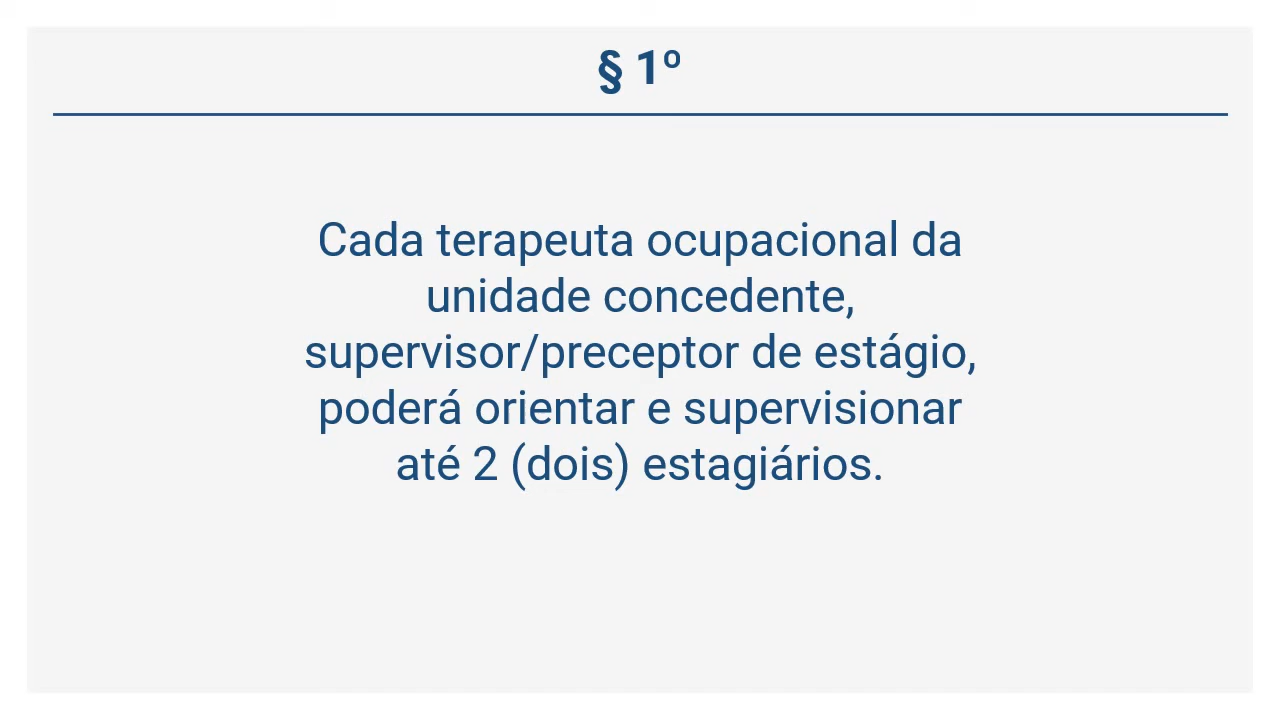 § 1º
Cada terapeuta ocupacional da
unidade concedente,
supervisor/preceptor de estágio,
poderá orientar e supervisionar
até 2 (dois) estagiários.